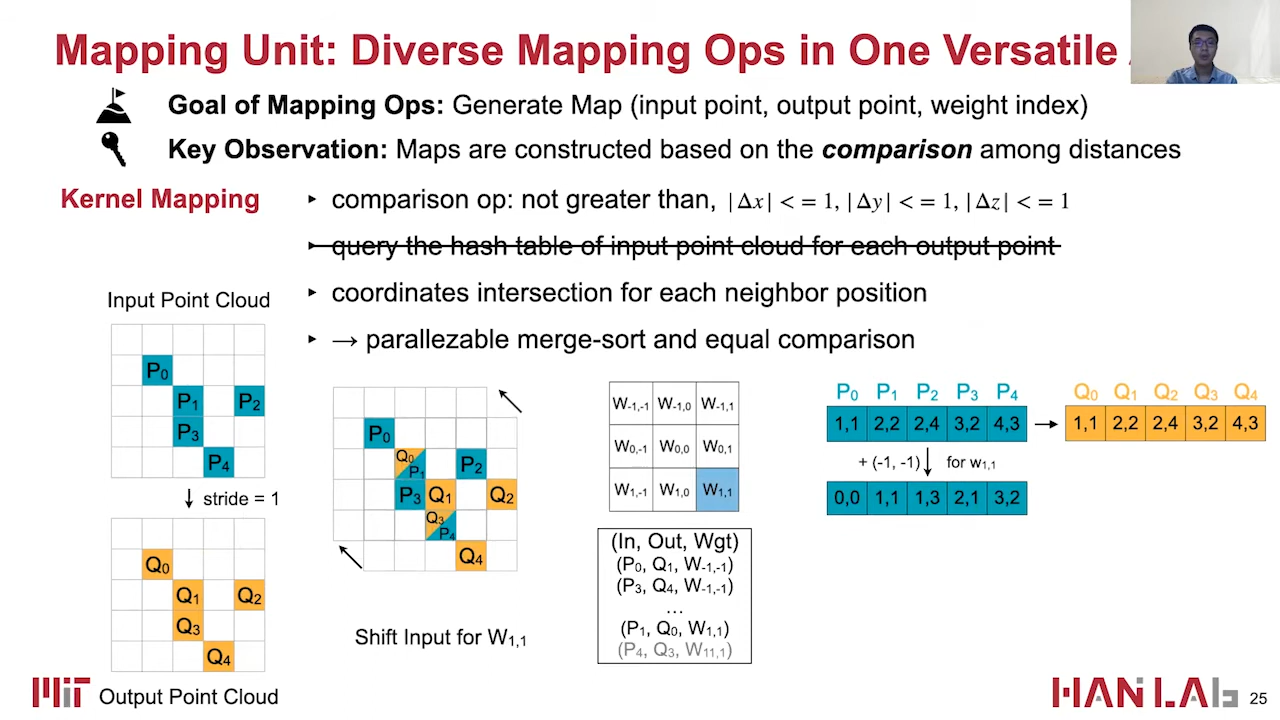 Mapping Unit: Diverse Mapping Ops in One Versatile
Goal of Mapping Ops: Generate Map (input point, output point, weight index)
Key Observation: Maps are constructed based on the comparison among distances
Kernel Mapping
‣ comparison op: not greater than, |Δx| <= 1, |Δy| <= 1, |Δz| <= 1
‣ query the hash table of input point cloud for each output point
‣ coordinates intersection for each neighbor position
‣ → parallezable merge-sort and equal comparison
Input Point Cloud
P0
P1 P2
P3
P4
↓ stride = 1
Q0
Q1 Q2
Q3
Q4
Output Point Cloud
P0
Q0 P1 P2
P3 Q1 Q2
Q3 P4
Q4
Shift Input for W1,1
W-1,-1 W-1,0 W-1,1
W0,-1 W0,0 W0,1
W1,-1 W1,0 W1,1
(In, Out, Wgt)
(P0, Q1, W-1,-1)
(P3, Q4, W-1,-1)
...
(P1, Q0, W1,1)
(P4, Q3, W11,1)
P0 P1 P2 P3 P4
1,1 2,2 2,4 3,2 4,3
→
Q0 Q1 Q2 Q3 Q4
1,1 2,2 2,4 3,2 4,3
+ (-1, -1) ↓ for w1,1
0,0 1,1 1,3 2,1 3,2
MIT
HAN LAB
25